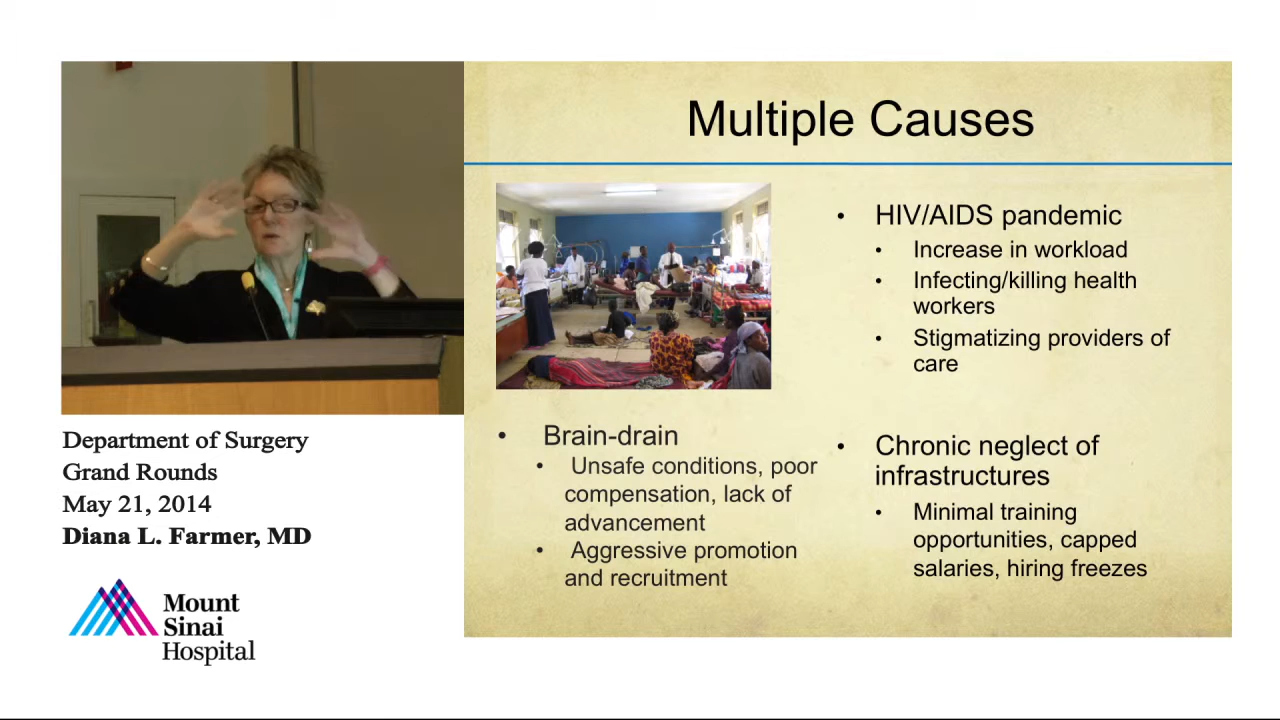 Multiple Causes
• HIV/AIDS pandemic
• Increase in workload
• Infecting/killing health
workers
• Stigmatizing providers of
care
• Brain-drain
• Unsafe conditions, poor
compensation, lack of
advancement
• Aggressive promotion
and recruitment
• Chronic neglect of
infrastructures
• Minimal training
opportunities, capped
salaries, hiring freezes
Department of Surgery
Grand Rounds
May 21, 2014
Diana L. Farmer, MD
Mount
Sinai
Hospital